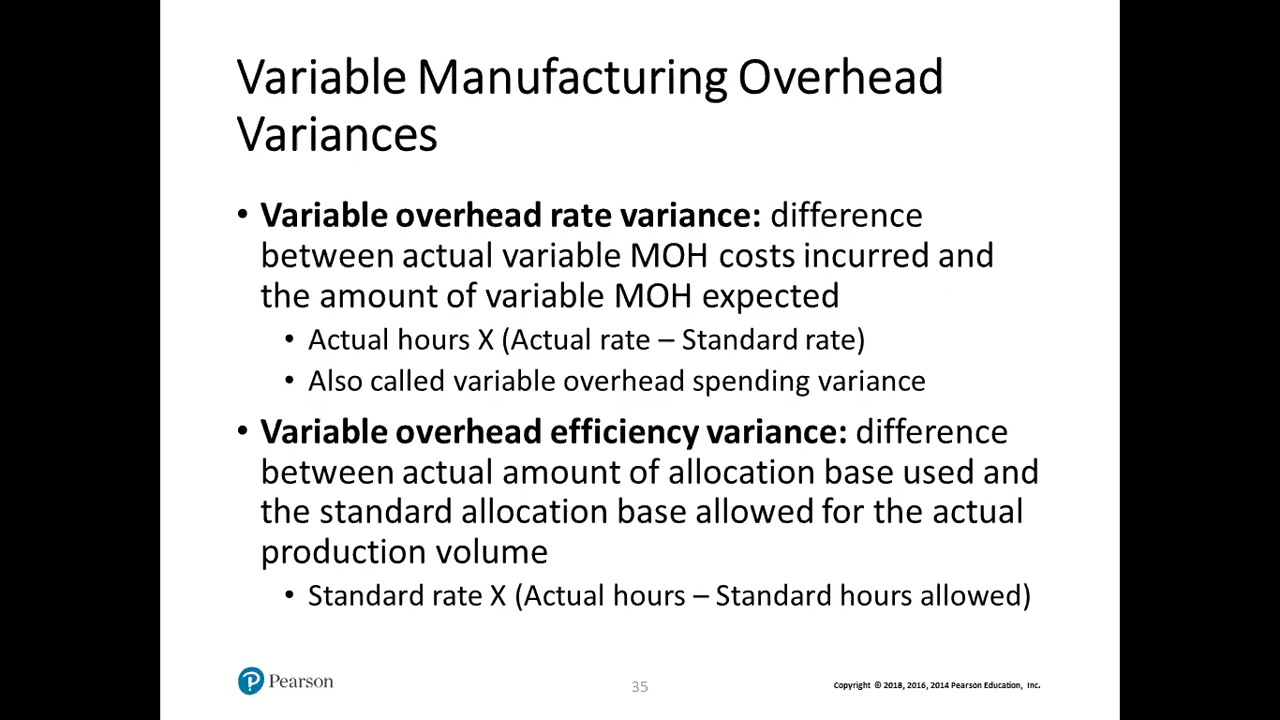 Variable Manufacturing Overhead
Variances
• Variable overhead rate variance: difference
between actual variable MOH costs incurred and
the amount of variable MOH expected
• Actual hours X (Actual rate – Standard rate)
• Also called variable overhead spending variance
• Variable overhead efficiency variance: difference
between actual amount of allocation base used and
the standard allocation base allowed for the actual
production volume
• Standard rate X (Actual hours – Standard hours allowed)
P Pearson
35
Copyright © 2018, 2016, 2014 Pearson Education, Inc.